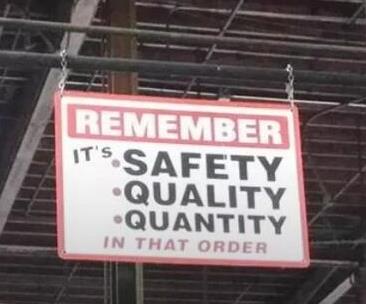 REMEMBER
IT'S •SAFETY
•QUALITY
•QUANTITY
IN THAT ORDER